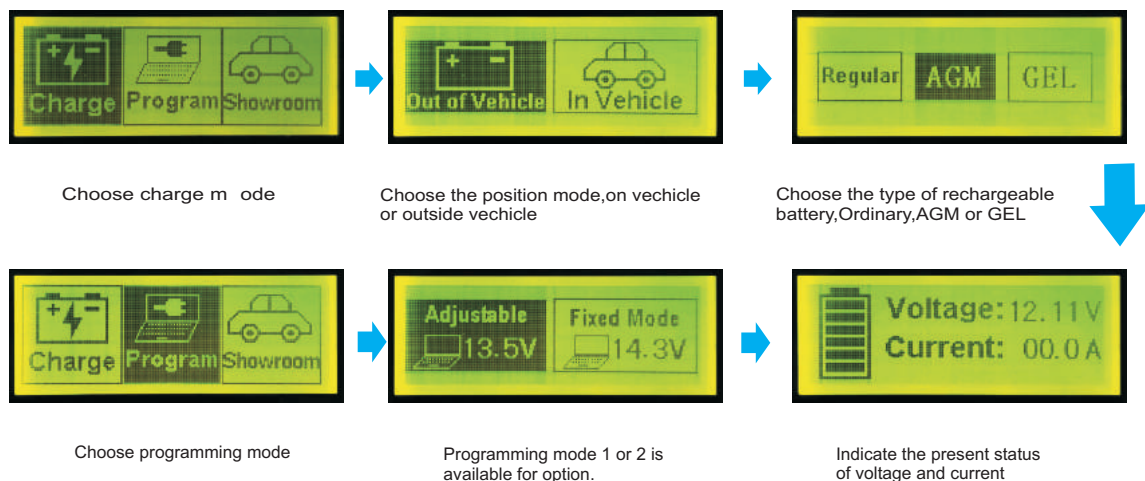 Charge Program Showroom
Out of Vehicle In Vehicle
Regular AGM GEL
Choose charge m ode
Choose the position mode,on vechicle
or outside vechicle
Choose the type of rechargeable
battery,Ordinary,AGM or GEL
Charge Program Showroom
Adjustable Fixed Mode
13.5V 14.3V
Voltage: 12.11V
Current: 00.0A
Choose programming mode
Programming mode 1 or 2 is
available for option.
Indicate the present status
of voltage and current